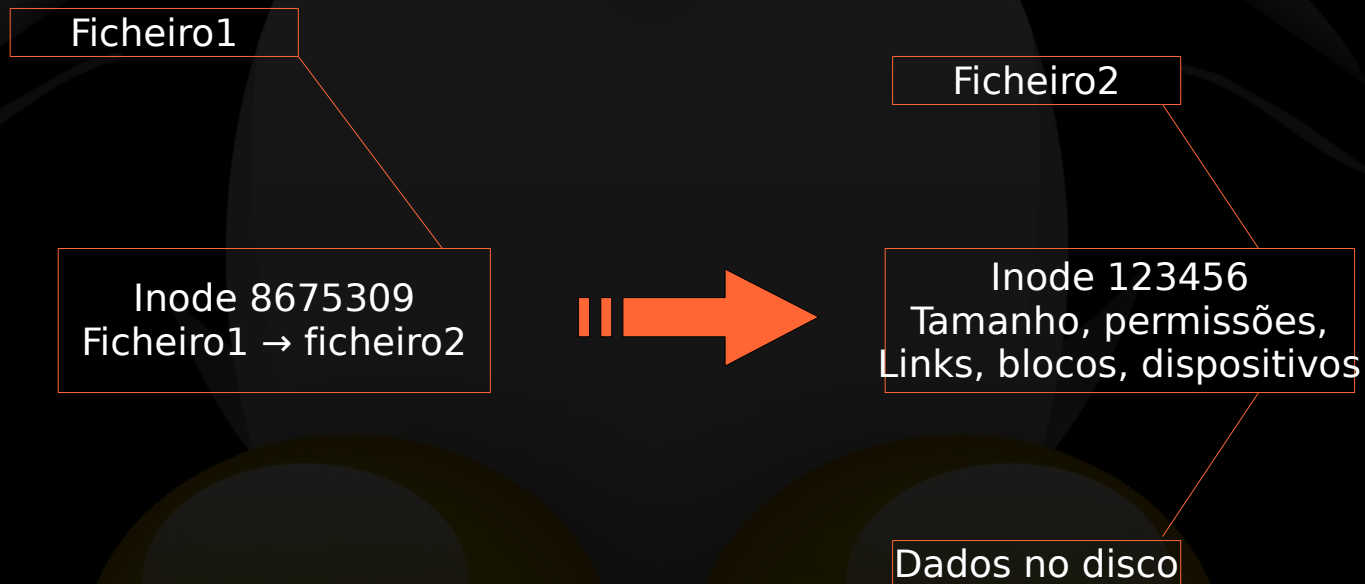 Ficheiro1
Ficheiro2
Inode 8675309
Ficheiro1 → ficheiro2
Inode 123456
Tamanho, permissões,
Links, blocos, dispositivos
Dados no disco